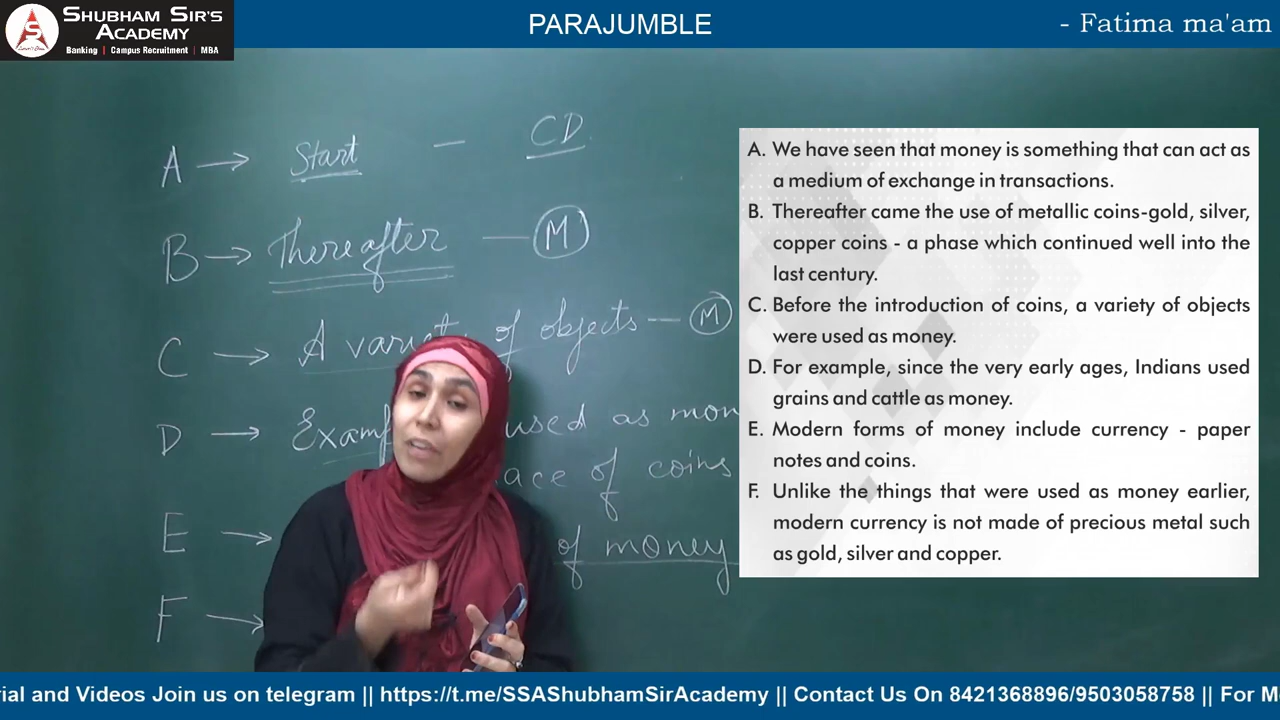 SHUBHAM SIR'S
ACADEMY
Banking | Campus Recruitment | MBA
PARAJUMBLE
- Fatima ma'am
A → Start — CD
B → Thereafter — M
C → A variety of objects — M
D → used as mon
ace of coins
E → of money
F →
A. We have seen that money is something that can act as
a medium of exchange in transactions.
B. Thereafter came the use of metallic coins-gold, silver,
copper coins - a phase which continued well into the
last century.
C. Before the introduction of coins, a variety of objects
were used as money.
D. For example, since the very early ages, Indians used
grains and cattle as money.
E. Modern forms of money include currency - paper
notes and coins.
F. Unlike the things that were used as money earlier,
modern currency is not made of precious metal such
as gold, silver and copper.
rial and Videos Join us on telegram || https://t.me/SSAShubhamSirAcademy || Contact Us On 8421368896/9503058758 || For M